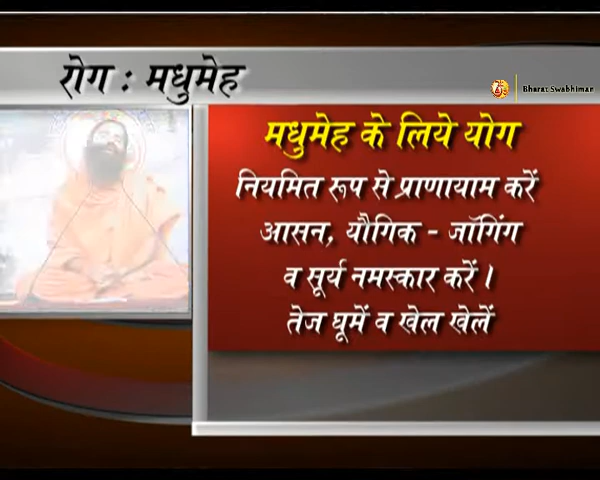 रोग : मधुमेह
Bharat Swabhiman
मधुमेह के लिये योग
नियमित रूप से प्राणायाम करें
आसन, यौगिक - जॉगिंग
व सूर्य नमस्कार करें ।
तेज घूमें व खेल खेलें